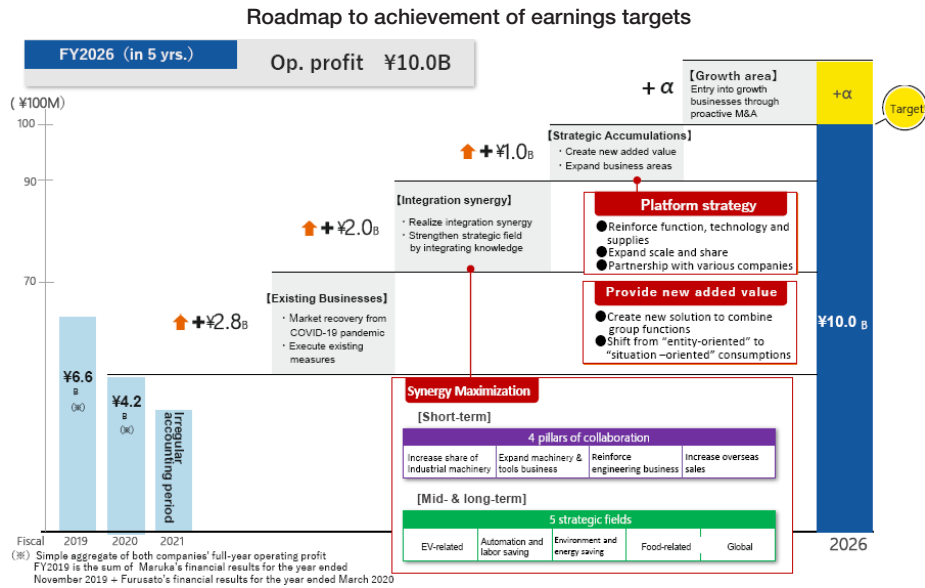 Roadmap to achievement of earnings targets
FY2026 (in 5 yrs.)
Op. profit ¥10.0B
( ¥100M)
100
90
70
+ α
【Growth area】
Entry into growth
businesses through
proactive M&A
+α
Target
+¥1.0B
【Strategic Accumulations】
・Create new added value
・Expand business areas
+¥2.0B
【Integration synergy】
・Realize integration synergy
・Strengthen strategic field
by integrating knowledge
Platform strategy
●Reinforce function, technology and
supplies
●Expand scale and share
●Partnership with various companies
+¥2.8B
【Existing Businesses】
・Market recovery from
COVID-19 pandemic
・Execute existing
measures
Provide new added value
●Create new solution to combine
group functions
●Shift from "entity-oriented" to
"situation –oriented" consumptions
¥10.0 B
¥6.6
B
(※)
¥4.2
B
(※)
Irregular
accounting period
Synergy Maximization
[Short-term]
4 pillars of collaboration
Increase share of
Industrial machinery
Expand machinery &
tools business
Reinforce
engineering business
Increase overseas
sales
[Mid- & long-term]
5 strategic fields
EV-related
Automation and
labor saving
Environment and
energy saving
Food-related
Global
Fiscal 2019 2020 2021
2026
(※) Simple aggregate of both companies' full-year operating profit
FY2019 is the sum of Maruka's financial results for the year ended
November 2019 + Furusato's financial results for the year ended March 2020